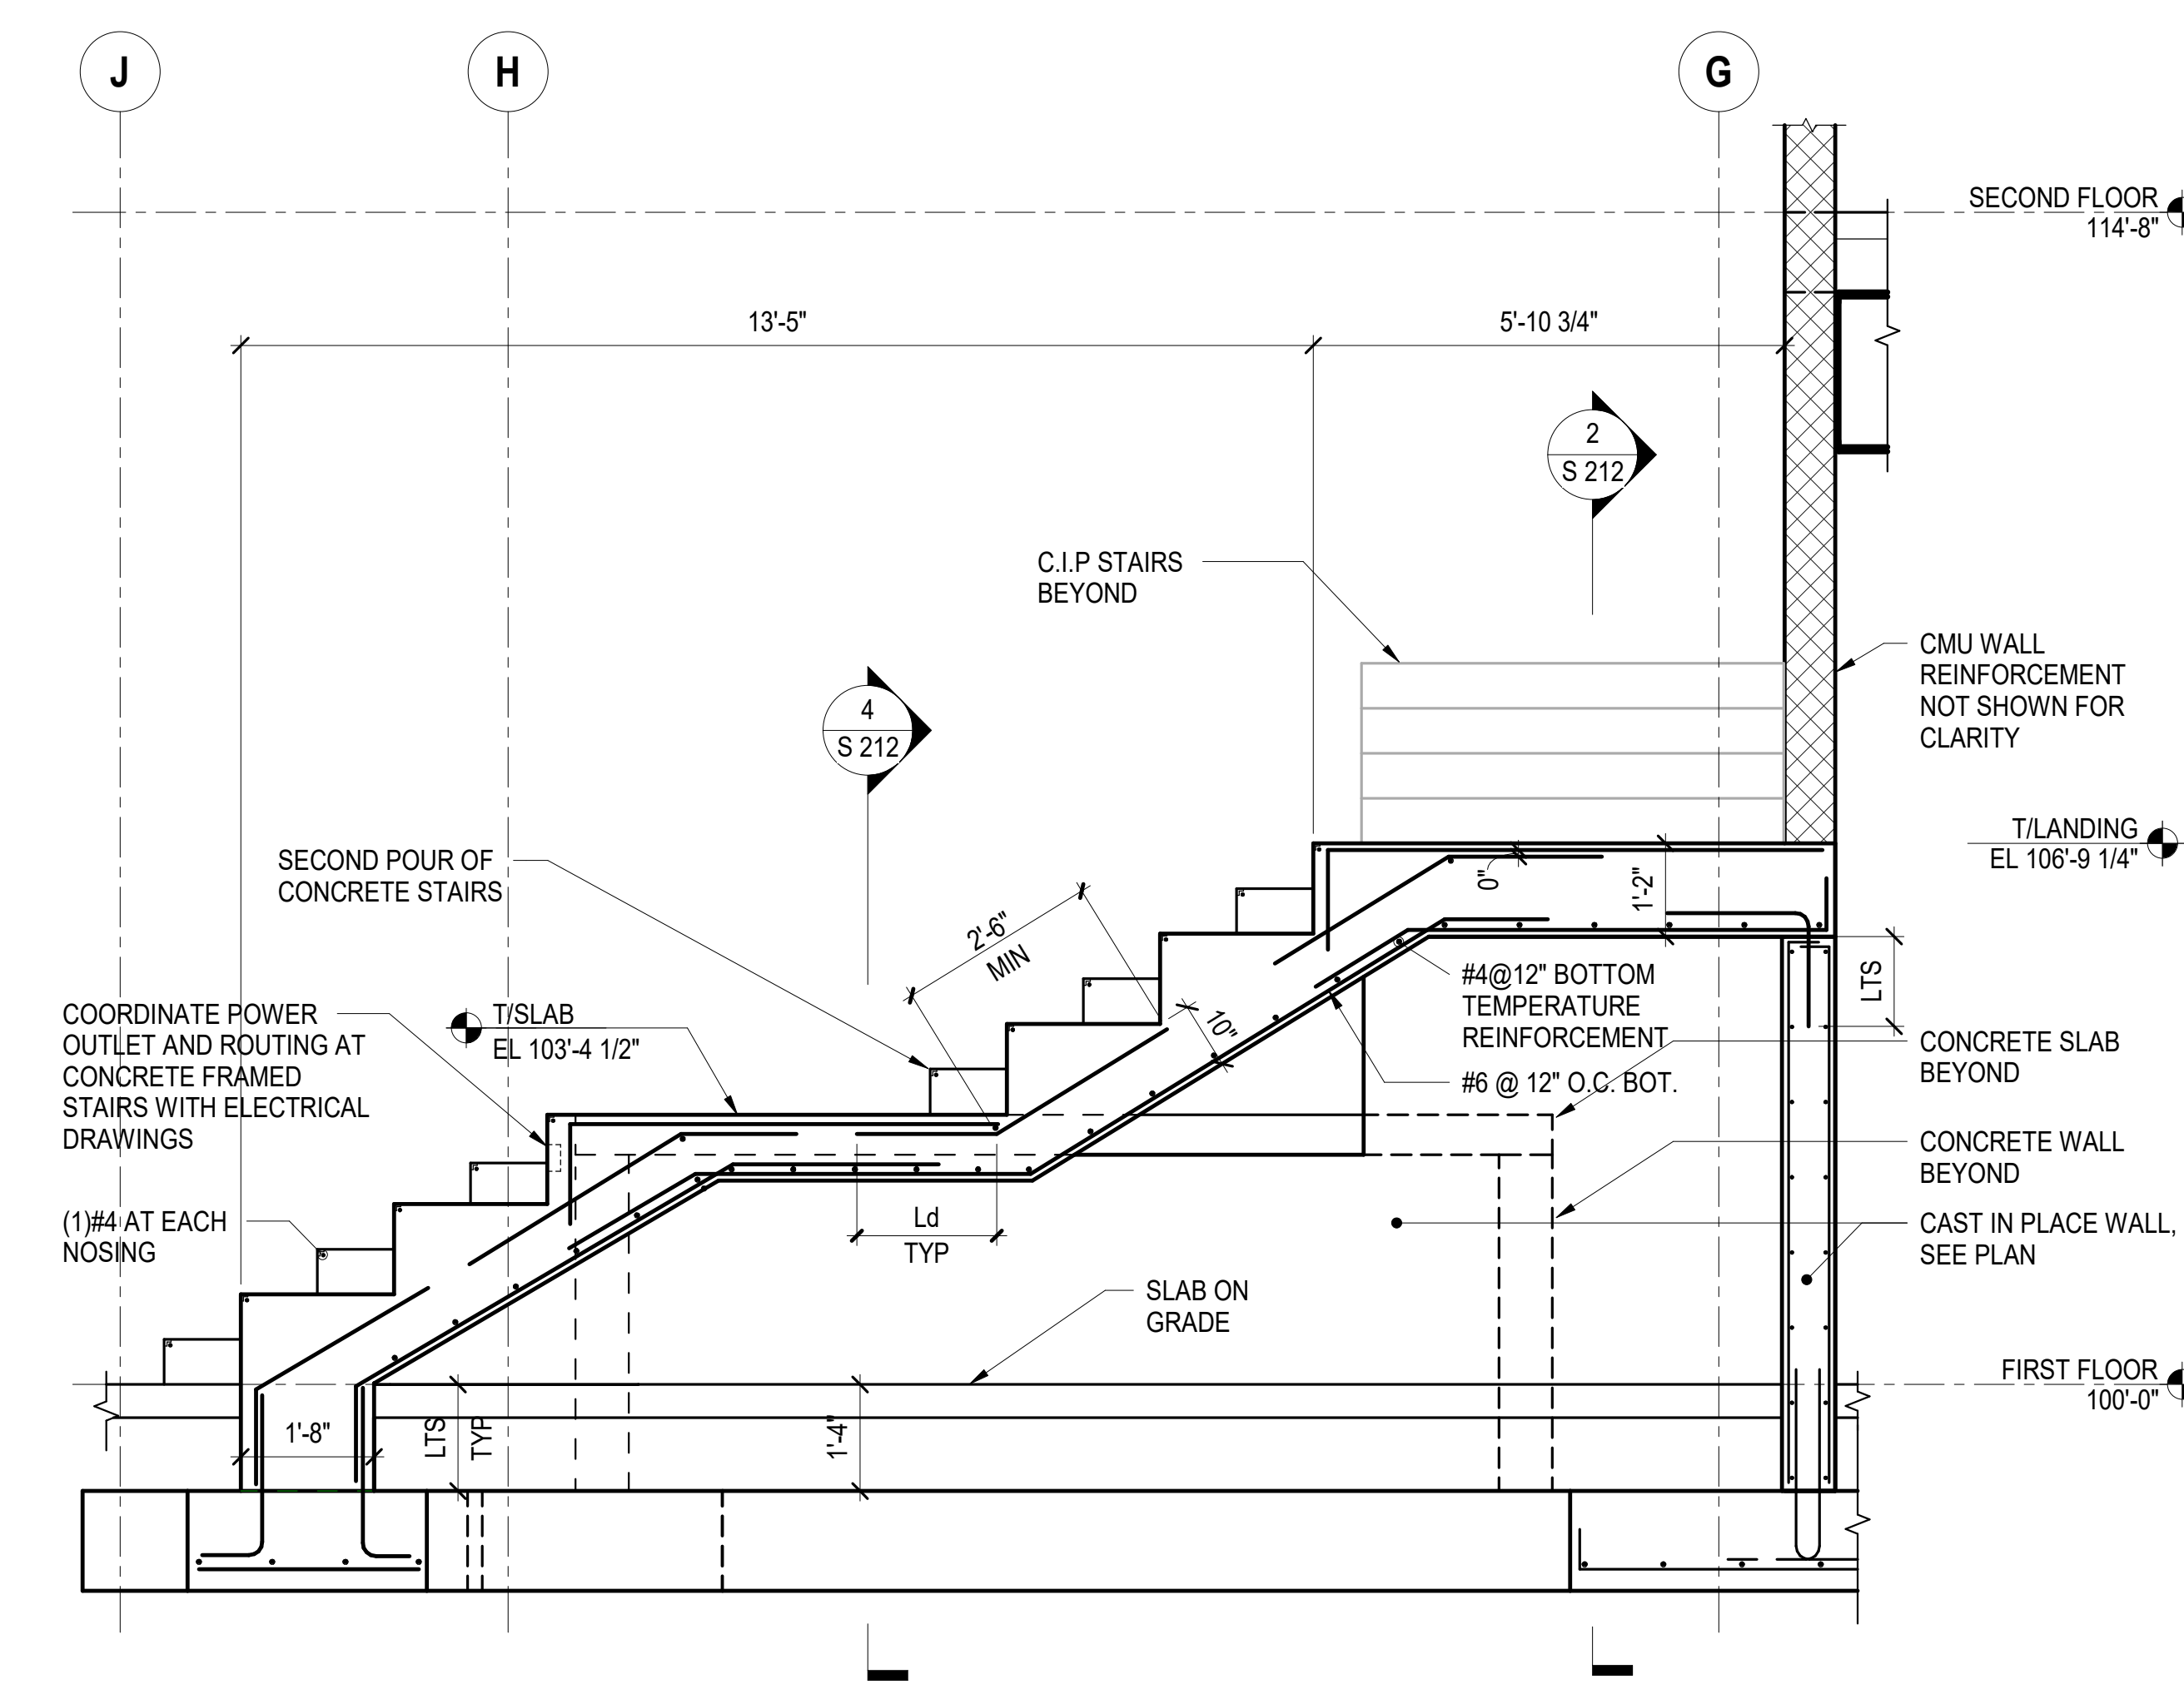 J
H
G
SECOND FLOOR
114'-8"
13'-5"
5'-10 3/4"
2
S 212
C.I.P STAIRS
BEYOND
CMU WALL
REINFORCEMENT
NOT SHOWN FOR
CLARITY
4
S 212
T/LANDING
EL 106'-9 1/4"
SECOND POUR OF
CONCRETE STAIRS
0"
1'-2"
2'-6"
MIN
#4@12" BOTTOM
TEMPERATURE
REINFORCEMENT
LTS
COORDINATE POWER
OUTLET AND ROUTING AT
CONCRETE FRAMED
STAIRS WITH ELECTRICAL
DRAWINGS
T/SLAB
EL 103'-4 1/2"
10"
#6 @ 12" O.C. BOT.
CONCRETE SLAB
BEYOND
CONCRETE WALL
BEYOND
(1)#4 AT EACH
NOSING
Ld
TYP
CAST IN PLACE WALL,
SEE PLAN
SLAB ON
GRADE
FIRST FLOOR
100'-0"
1'-8"
LTS
TYP
1'-4"